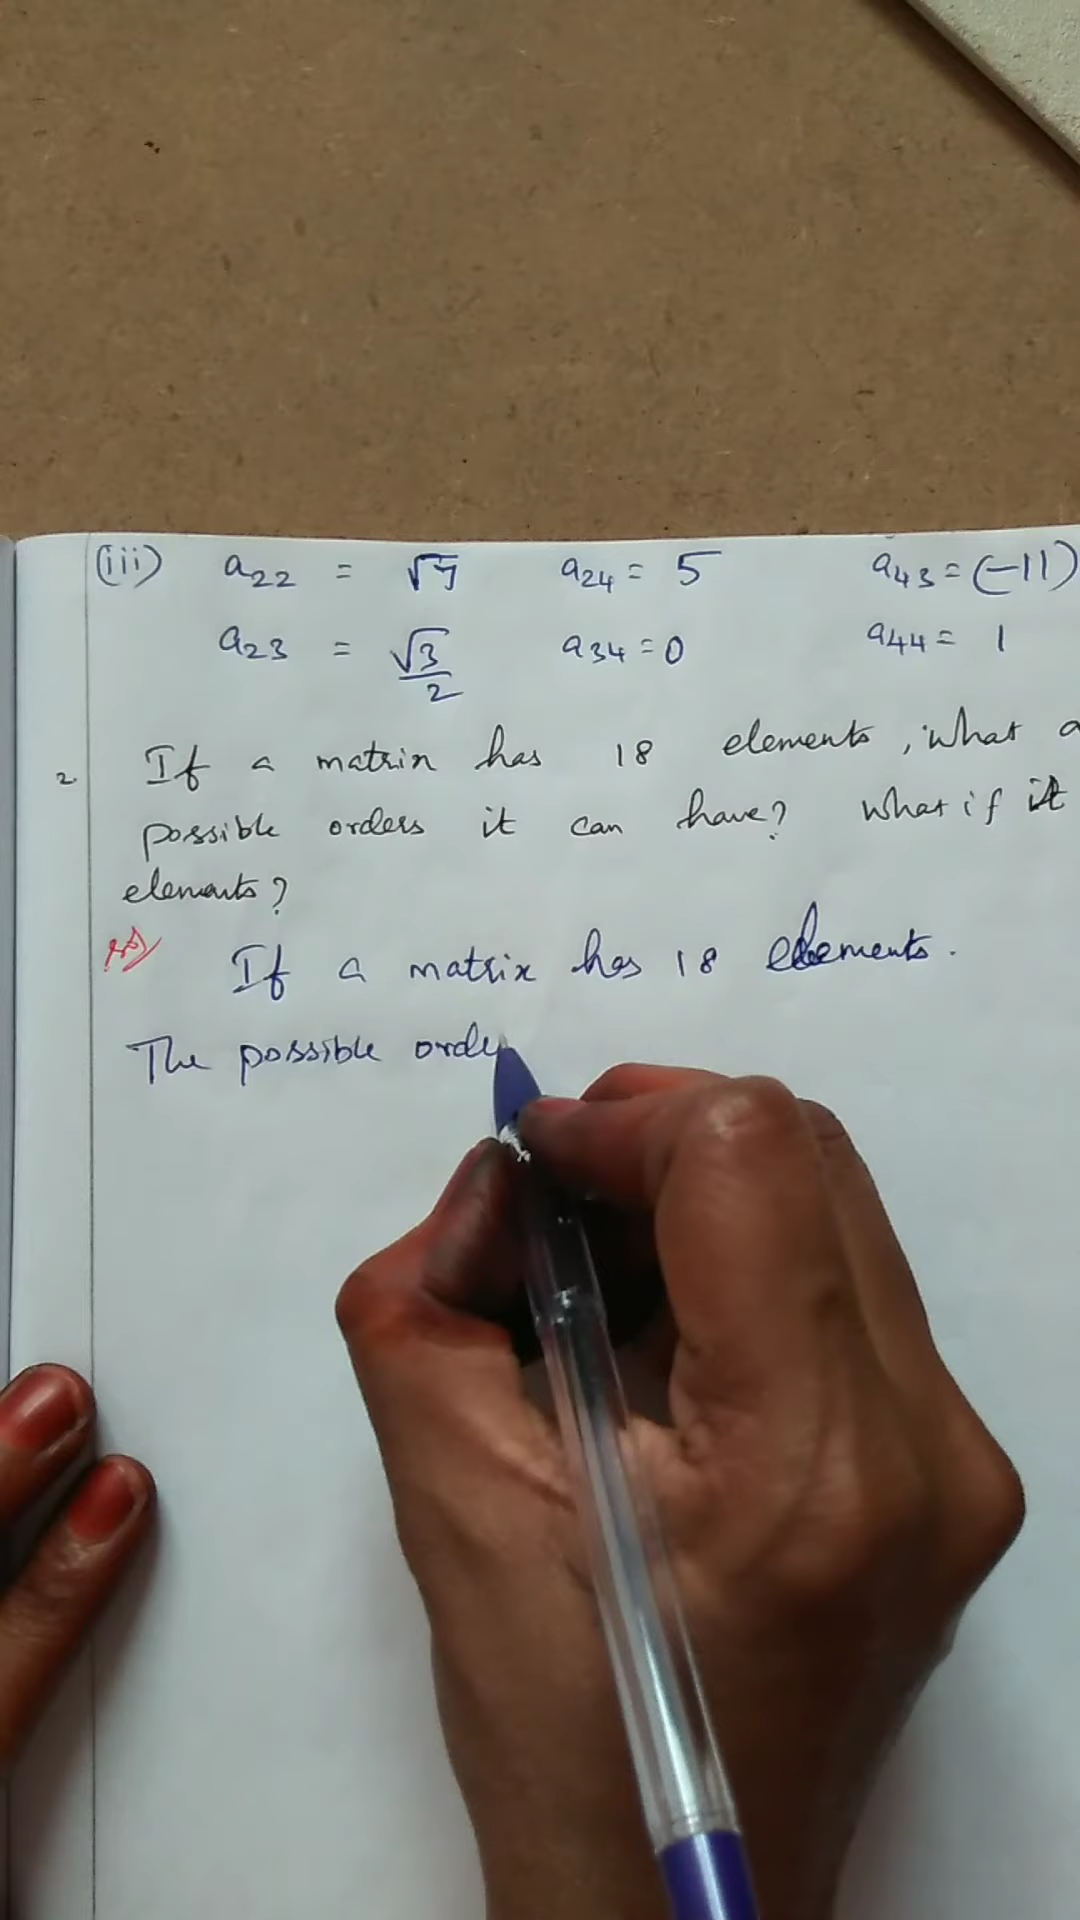 (iii) a22 = √7 a24 = 5 a43 = (-11)
a23 = √3/2 a34 = 0 a44 = 1
2. If a matrix has 18 elements, what
possible orders it can have? What if it
elements?
If a matrix has 18 elements.
The possible orde